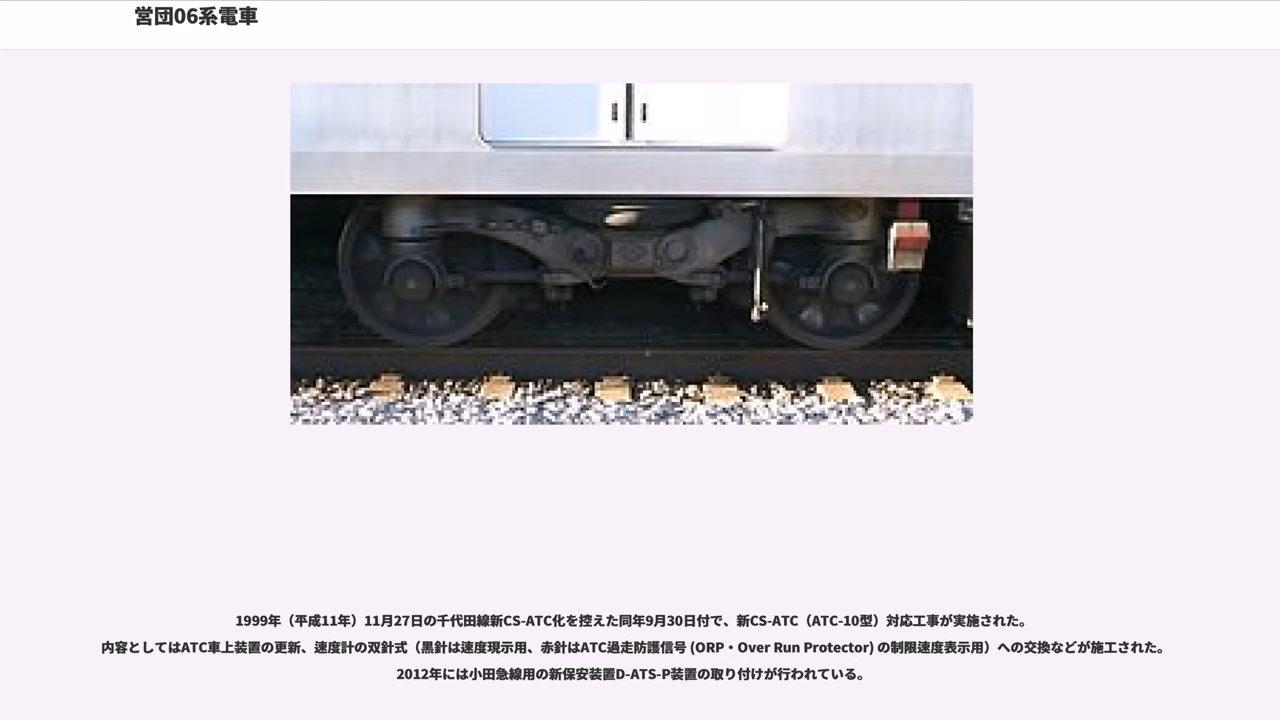 営団06系電車
1999年（平成11年）11月27日の千代田線新CS-ATC化を控えた同年9月30日付で、新CS-ATC（ATC-10型）対応工事が実施された。
内容としてはATC車上装置の更新、速度計の双針式（黒針は速度現示用、赤針はATC過走防護信号 (ORP・Over Run Protector) の制限速度表示用）への交換などが施工された。
2012年には小田急線用の新保安装置D-ATS-P装置の取り付けが行われている。